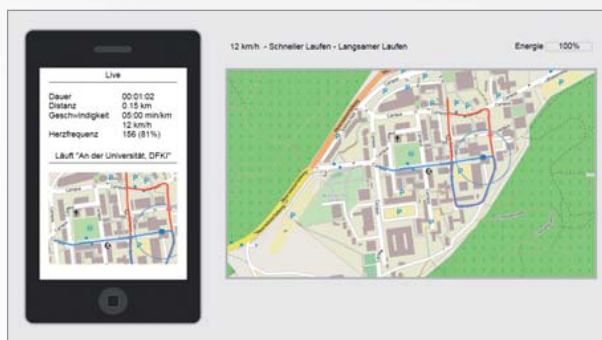 Live
Dauer 00:01:02
Distanz 0.15 km
Geschwindigkeit 05:00 min/km
12 km/h
Herzfrequenz 156 (81%)
Läuft "An der Universität, DFKI"
12 km/h - Schneller Laufen - Langsamer Laufen
Energie 100%